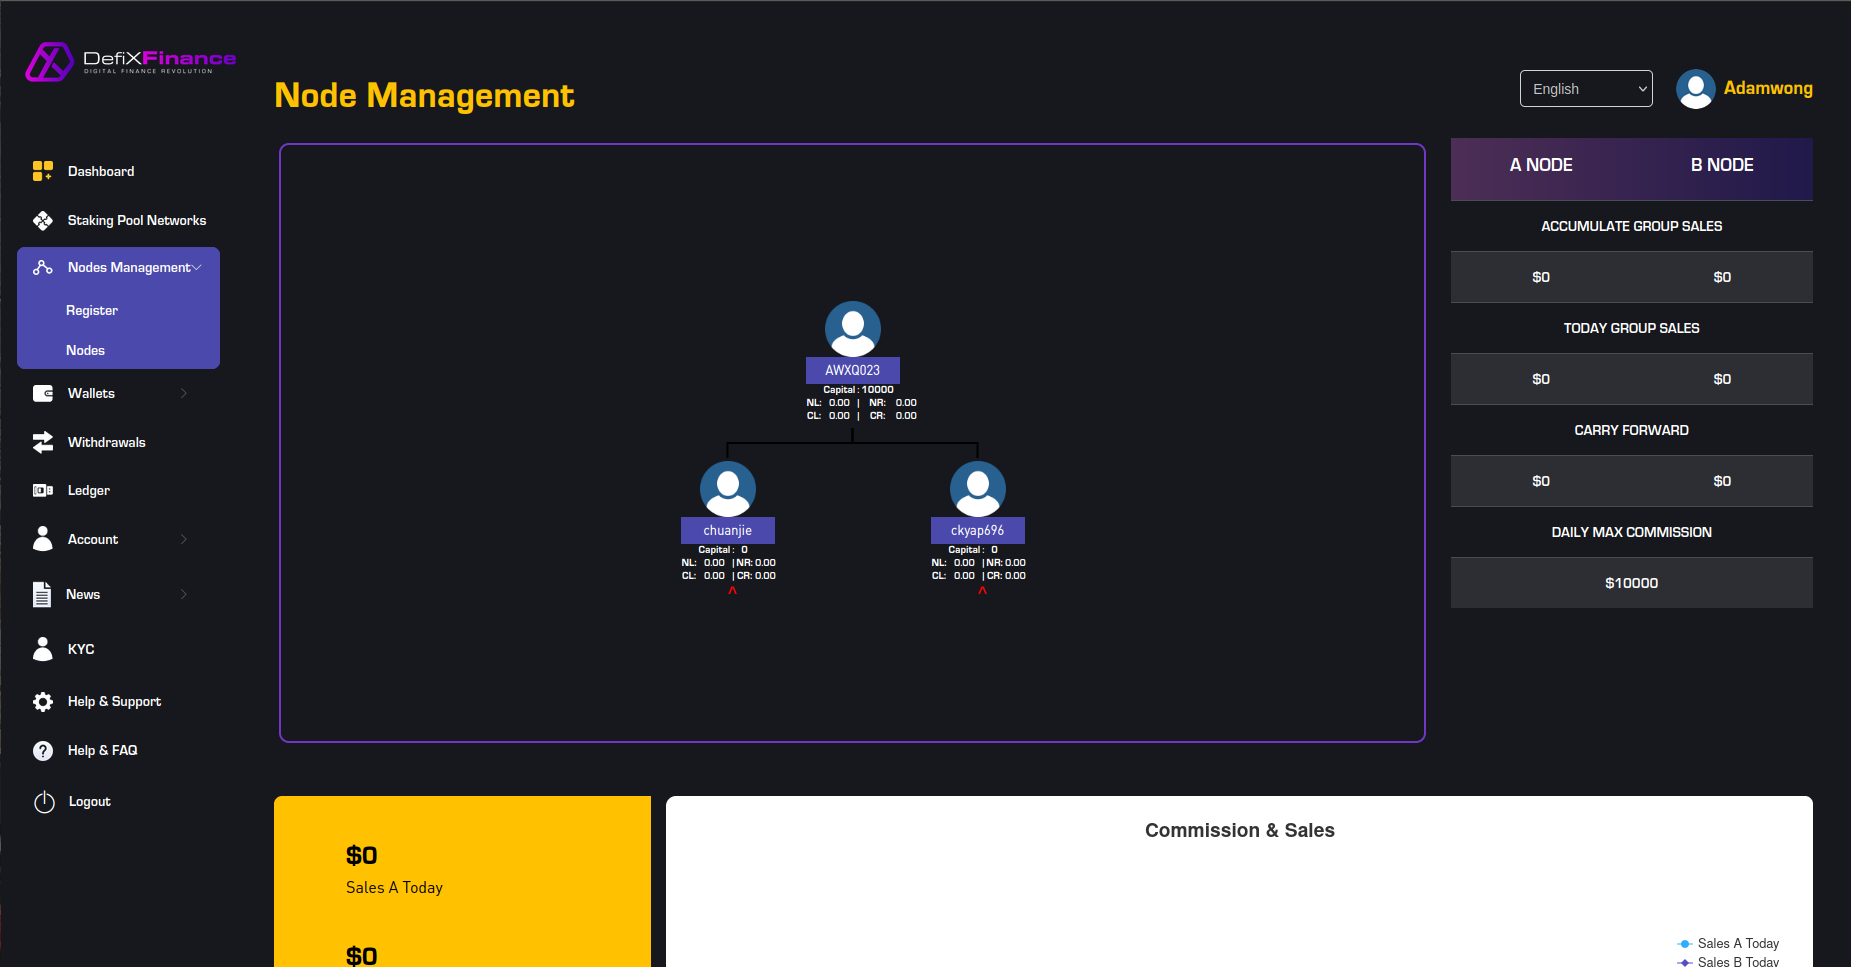 DefiXFinance
DIGITAL FINANCE REVOLUTION
Node Management
English
Adamwong
Dashboard
Staking Pool Networks
Nodes Management
Register
Nodes
Wallets
Withdrawals
Ledger
Account
News
KYC
Help & Support
Help & FAQ
Logout
AWXQ023
Capital : 10000
NL: 0.00 | NR: 0.00
CL: 0.00 | CR: 0.00
chuanjie
Capital : 0
NL: 0.00 | NR: 0.00
CL: 0.00 | CR: 0.00
^
ckyap696
Capital : 0
NL: 0.00 | NR: 0.00
CL: 0.00 | CR: 0.00
^
A NODE B NODE
ACCUMULATE GROUP SALES
$0 $0
TODAY GROUP SALES
$0 $0
CARRY FORWARD
$0 $0
DAILY MAX COMMISSION
$10000
$0
Sales A Today
$0
Commission & Sales
Sales A Today
Sales B Today